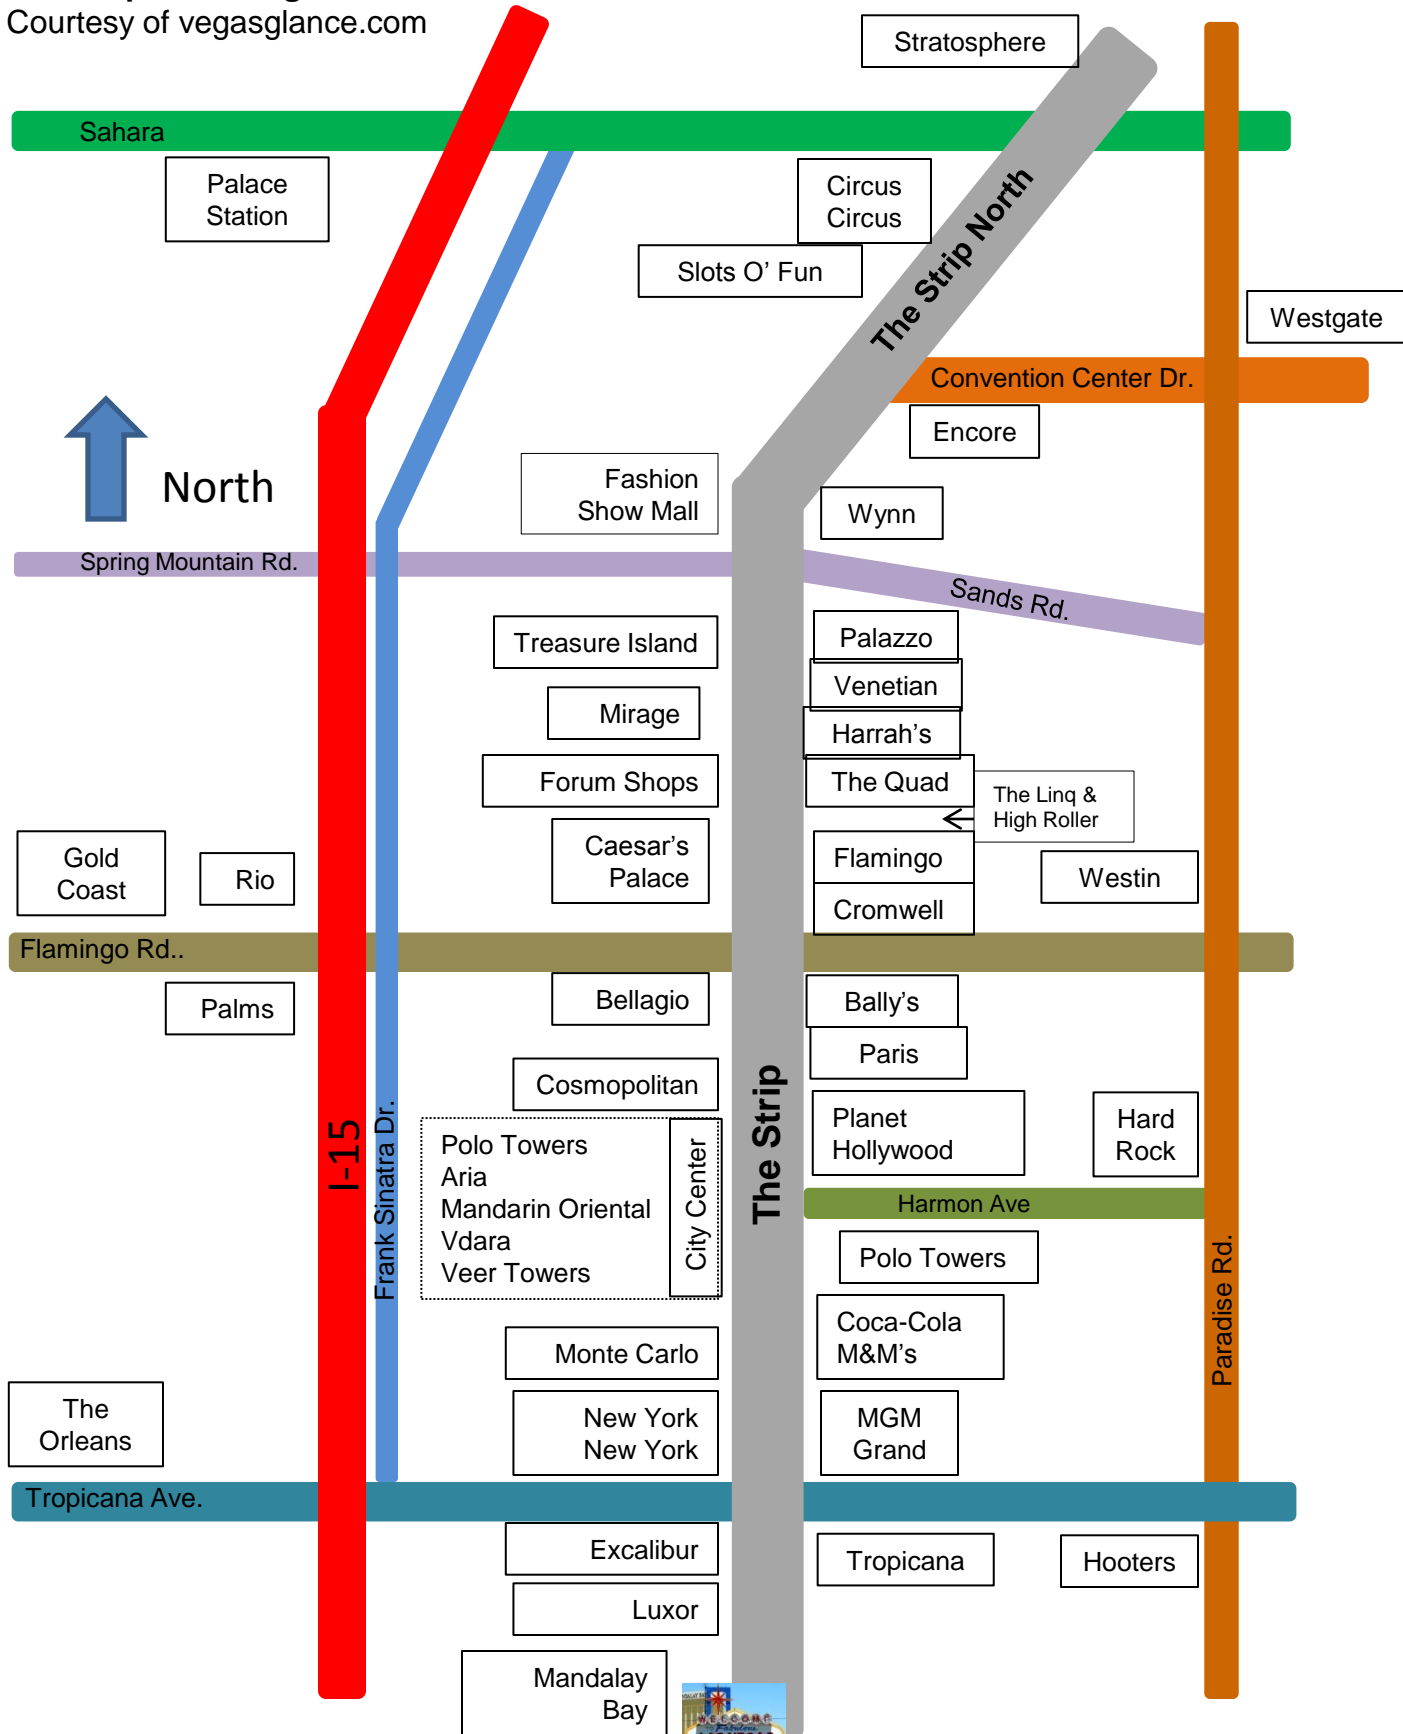 Courtesy of vegasglance.com
Stratosphere
Sahara
Palace
Station
Circus
Circus
Slots O’ Fun
The Strip North
Westgate
Convention Center Dr.
Encore
North
Fashion
Show Mall
Wynn
Spring Mountain Rd.
Sands Rd.
Treasure Island
Palazzo
Venetian
Mirage
Harrah’s
Forum Shops
The Quad
The Linq &
High Roller
Gold
Coast
Rio
Caesar’s
Palace
Flamingo
Westin
Cromwell
Flamingo Rd..
Palms
Bellagio
Bally’s
Paris
Cosmopolitan
The Strip
I-15
Frank Sinatra Dr.
Polo Towers
Aria
Mandarin Oriental
Vdara
Veer Towers
City Center
Planet
Hollywood
Hard
Rock
Harmon Ave
Polo Towers
Paradise Rd.
Coca-Cola
M&M’s
Monte Carlo
The
Orleans
New York
New York
MGM
Grand
Tropicana Ave.
Excalibur
Tropicana
Hooters
Luxor
Mandalay
Bay
WELCOME
Fabulous